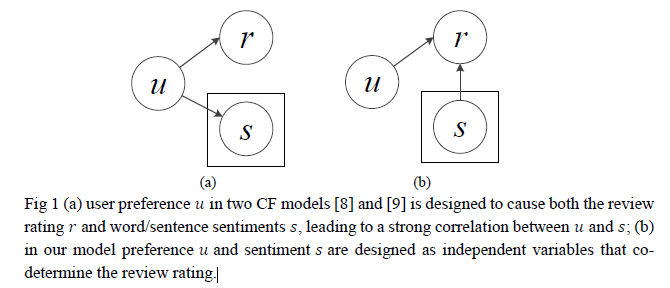 r
u
s
(a)
r
u
s
(b)
Fig 1 (a) user preference u in two CF models [8] and [9] is designed to cause both the review
rating r and word/sentence sentiments s, leading to a strong correlation between u and s; (b)
in our model preference u and sentiment s are designed as independent variables that co-
determine the review rating.